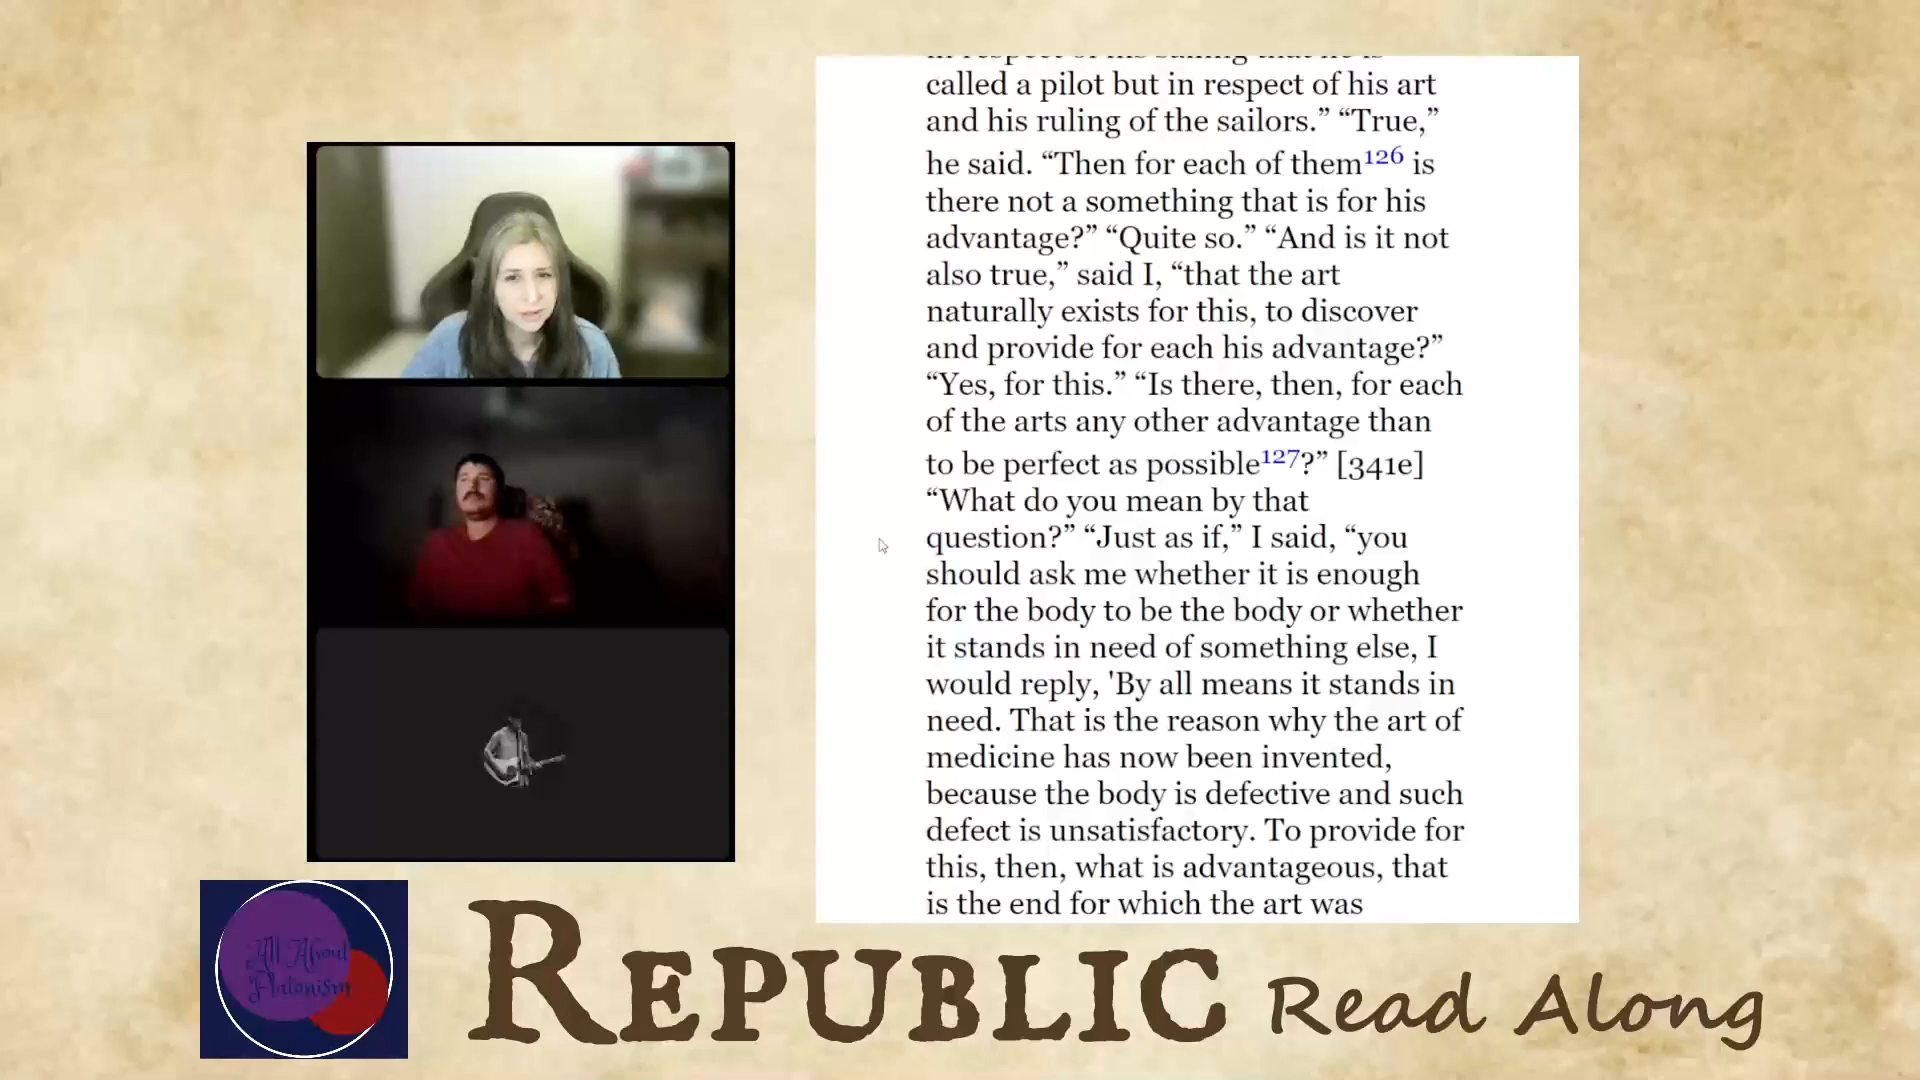 in respect of his sailing that he is
called a pilot but in respect of his art
and his ruling of the sailors.” “True,”
he said. “Then for each of them126 is
there not a something that is for his
advantage?” “Quite so.” “And is it not
also true,” said I, “that the art
naturally exists for this, to discover
and provide for each his advantage?”
“Yes, for this.” “Is there, then, for each
of the arts any other advantage than
to be perfect as possible127?” [341e]
“What do you mean by that
question?” “Just as if,” I said, “you
should ask me whether it is enough
for the body to be the body or whether
it stands in need of something else, I
would reply, 'By all means it stands in
need. That is the reason why the art of
medicine has now been invented,
because the body is defective and such
defect is unsatisfactory. To provide for
this, then, what is advantageous, that
is the end for which the art was
All About
Platonism
REPUBLIC Read Along